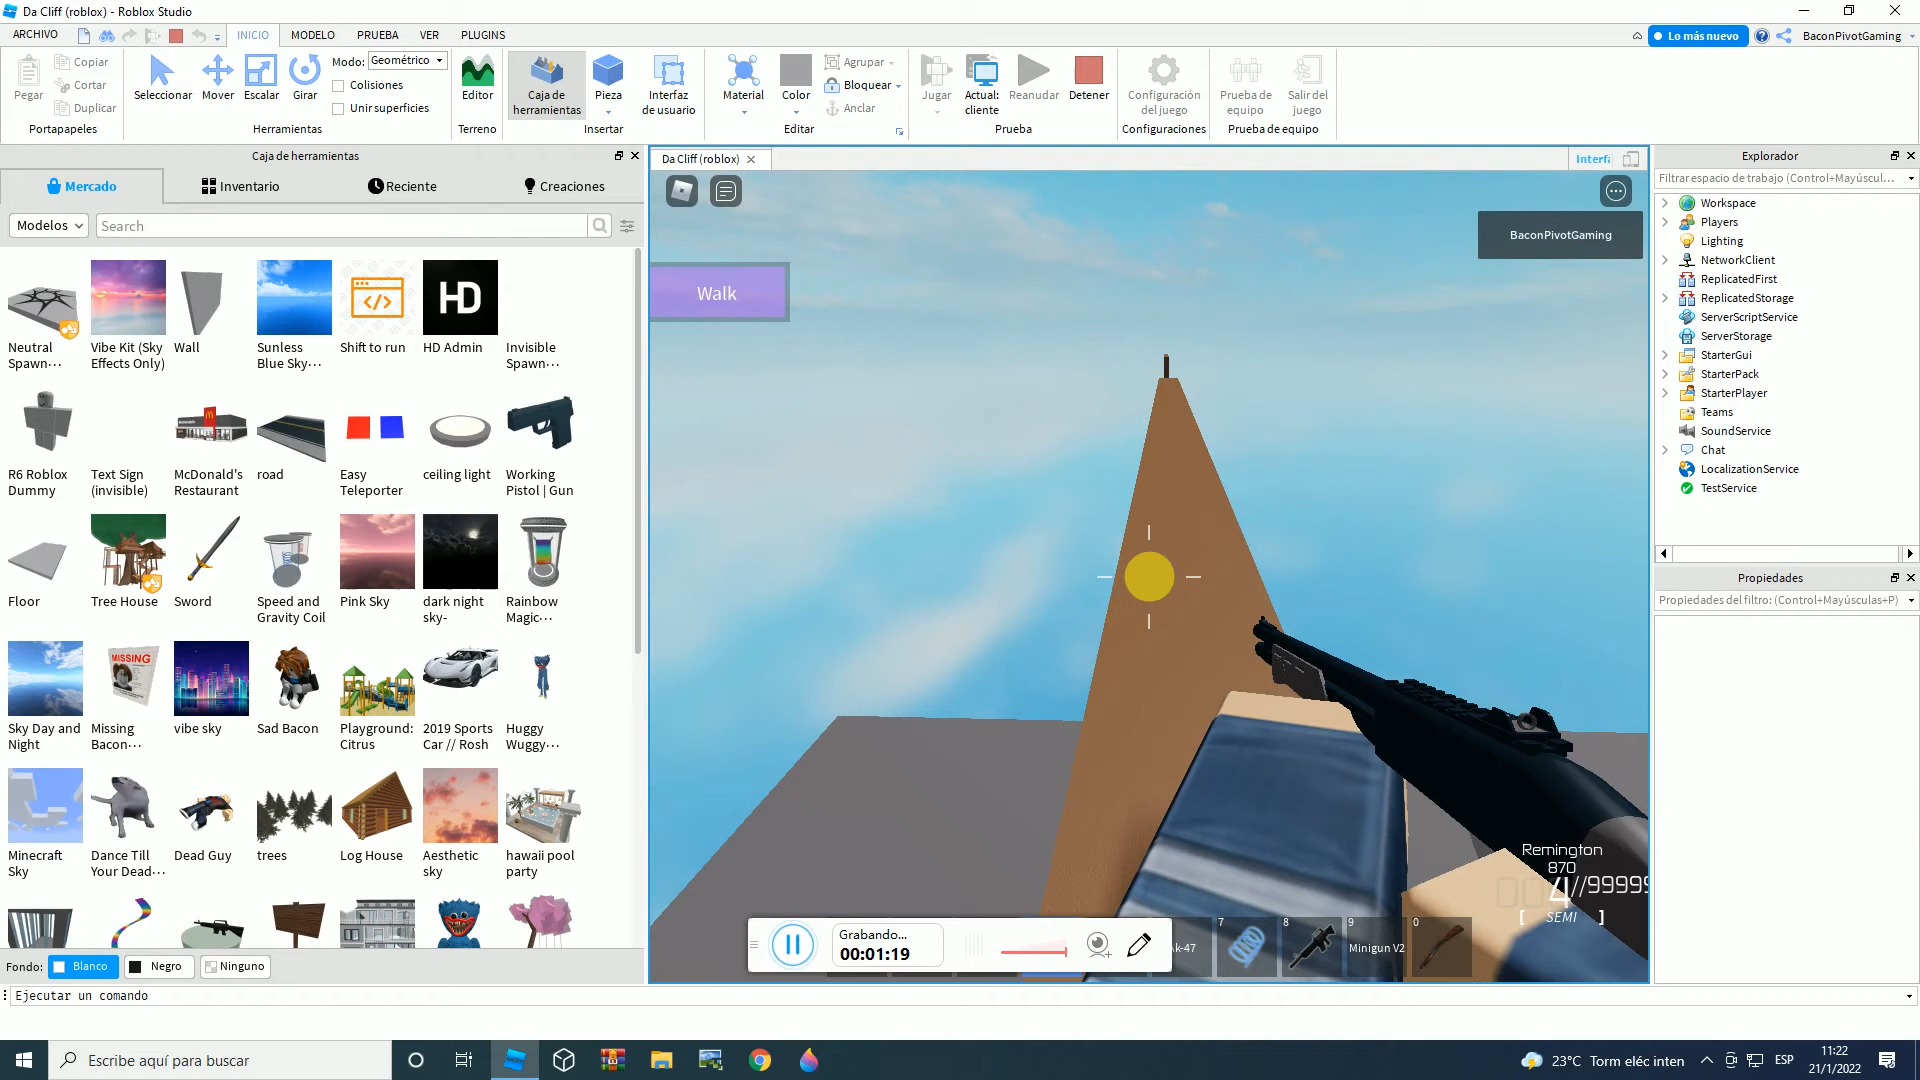 Da Cliff (roblox) - Roblox Studio
ARCHIVO
INICIO
MODELO
PRUEBA
VER
PLUGINS
Lo más nuevo
BaconPivotGaming
Pegar
Copiar
Cortar
Duplicar
Portapapeles
Seleccionar
Mover
Escalar
Girar
Modo:
Geométrico
Colisiones
Unir superficies
Herramientas
Editor
Terreno
Caja de
herramientas
Pieza
Interfaz
de usuario
Insertar
Material
Color
Agrupar
Bloquear
Anclar
Editar
Jugar
Actual:
cliente
Reanudar
Detener
Prueba
Configuración
del juego
Configuraciones
Prueba de
equipo
Salir del
juego
Prueba de equipo
Caja de herramientas
Mercado
Inventario
Reciente
Creaciones
Modelos
Search
Neutral
Spawn...
Vibe Kit (Sky
Effects Only)
Wall
Sunless
Blue Sky...
Shift to run
HD
HD Admin
Invisible
Spawn...
R6 Roblox
Dummy
Text Sign
(invisible)
McDonald's
Restaurant
road
Easy
Teleporter
ceiling light
Working
Pistol | Gun
Floor
Tree House
Sword
Speed and
Gravity Coil
Pink Sky
dark night
sky-
Rainbow
Magic...
Sky Day and
Night
MISSING
Missing
Bacon...
vibe sky
Sad Bacon
Playground:
Citrus
2019 Sports
Car // Rosh
Huggy
Wuggy...
Minecraft
Sky
Dance Till
Your Dead...
Dead Guy
trees
Log House
Aesthetic
sky
hawaii pool
party
Fondo:
Blanco
Negro
Ninguno
Ejecutar un comando
Da Cliff (roblox)
Interfa
BaconPivotGaming
Walk
Remington
870
004//99999
[ SEMI ]
Grabando...
00:01:19
Ak-47
7
8
9
Minigun V2
0
Explorador
Filtrar espacio de trabajo (Control+Mayúscul...
Workspace
Players
Lighting
NetworkClient
ReplicatedFirst
ReplicatedStorage
ServerScriptService
ServerStorage
StarterGui
StarterPack
StarterPlayer
Teams
SoundService
Chat
LocalizationService
TestService
Propiedades
Propiedades del filtro: (Control+Mayúsculas+P)
Escribe aquí para buscar
23°C Torm eléc inten
ESP
11:22
21/1/2022